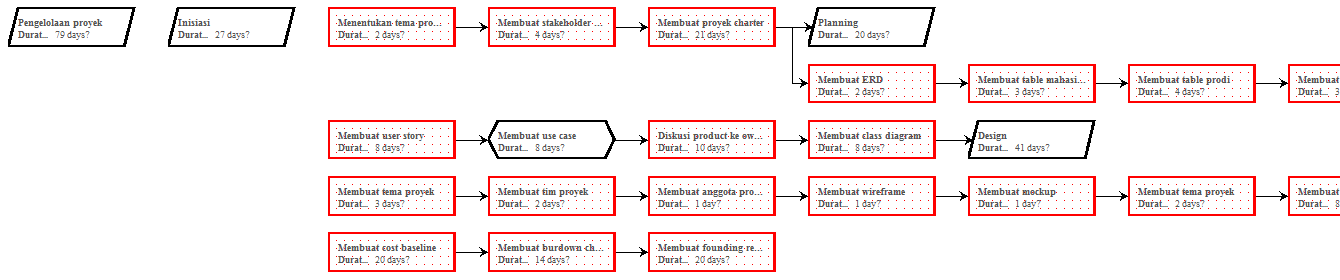 Pengelolaan proyek
Durat... 79 days?
Inisiasi
Durat... 27 days?
Menentukan tema pro...
Durat... 2 days?
Membuat stakeholder ...
Durat... 4 days?
Membuat proyek charter
Durat... 21 days?
Planning
Durat... 20 days?
Membuat ERD
Durat... 2 days?
Membuat table mahasi...
Durat... 3 days?
Membuat table prodi
Durat... 4 days?
Membuat
Durat... 3
Membuat user story
Durat... 8 days?
Membuat use case
Durat... 8 days?
Diskusi product ke ow...
Durat... 10 days?
Membuat class diagram
Durat... 8 days?
Design
Durat... 41 days?
Membuat tema proyek
Durat... 3 days?
Membuat tim proyek
Durat... 2 days?
Membuat anggota pro...
Durat... 1 day?
Membuat wireframe
Durat... 1 day?
Membuat mockup
Durat... 1 day?
Membuat tema proyek
Durat... 2 days?
Membuat
Durat... 8
Membuat cost baseline
Durat... 20 days?
Membuat burdown ch...
Durat... 14 days?
Membuat founding re...
Durat... 20 days?